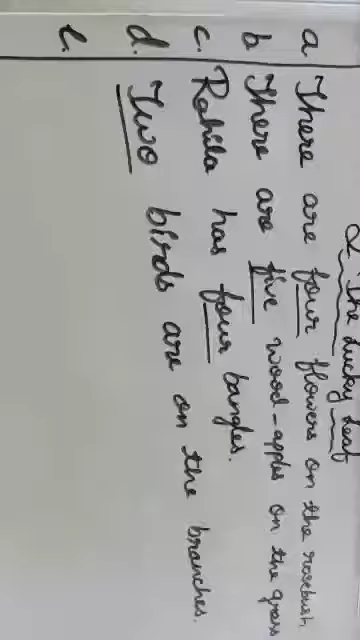 2. The Lucky Leaf
a. There are four flowers on the rosebush
b There are five wood-apples on the grass
c. Rahila has four bangles.
d. Two birds are on the branches.
e.